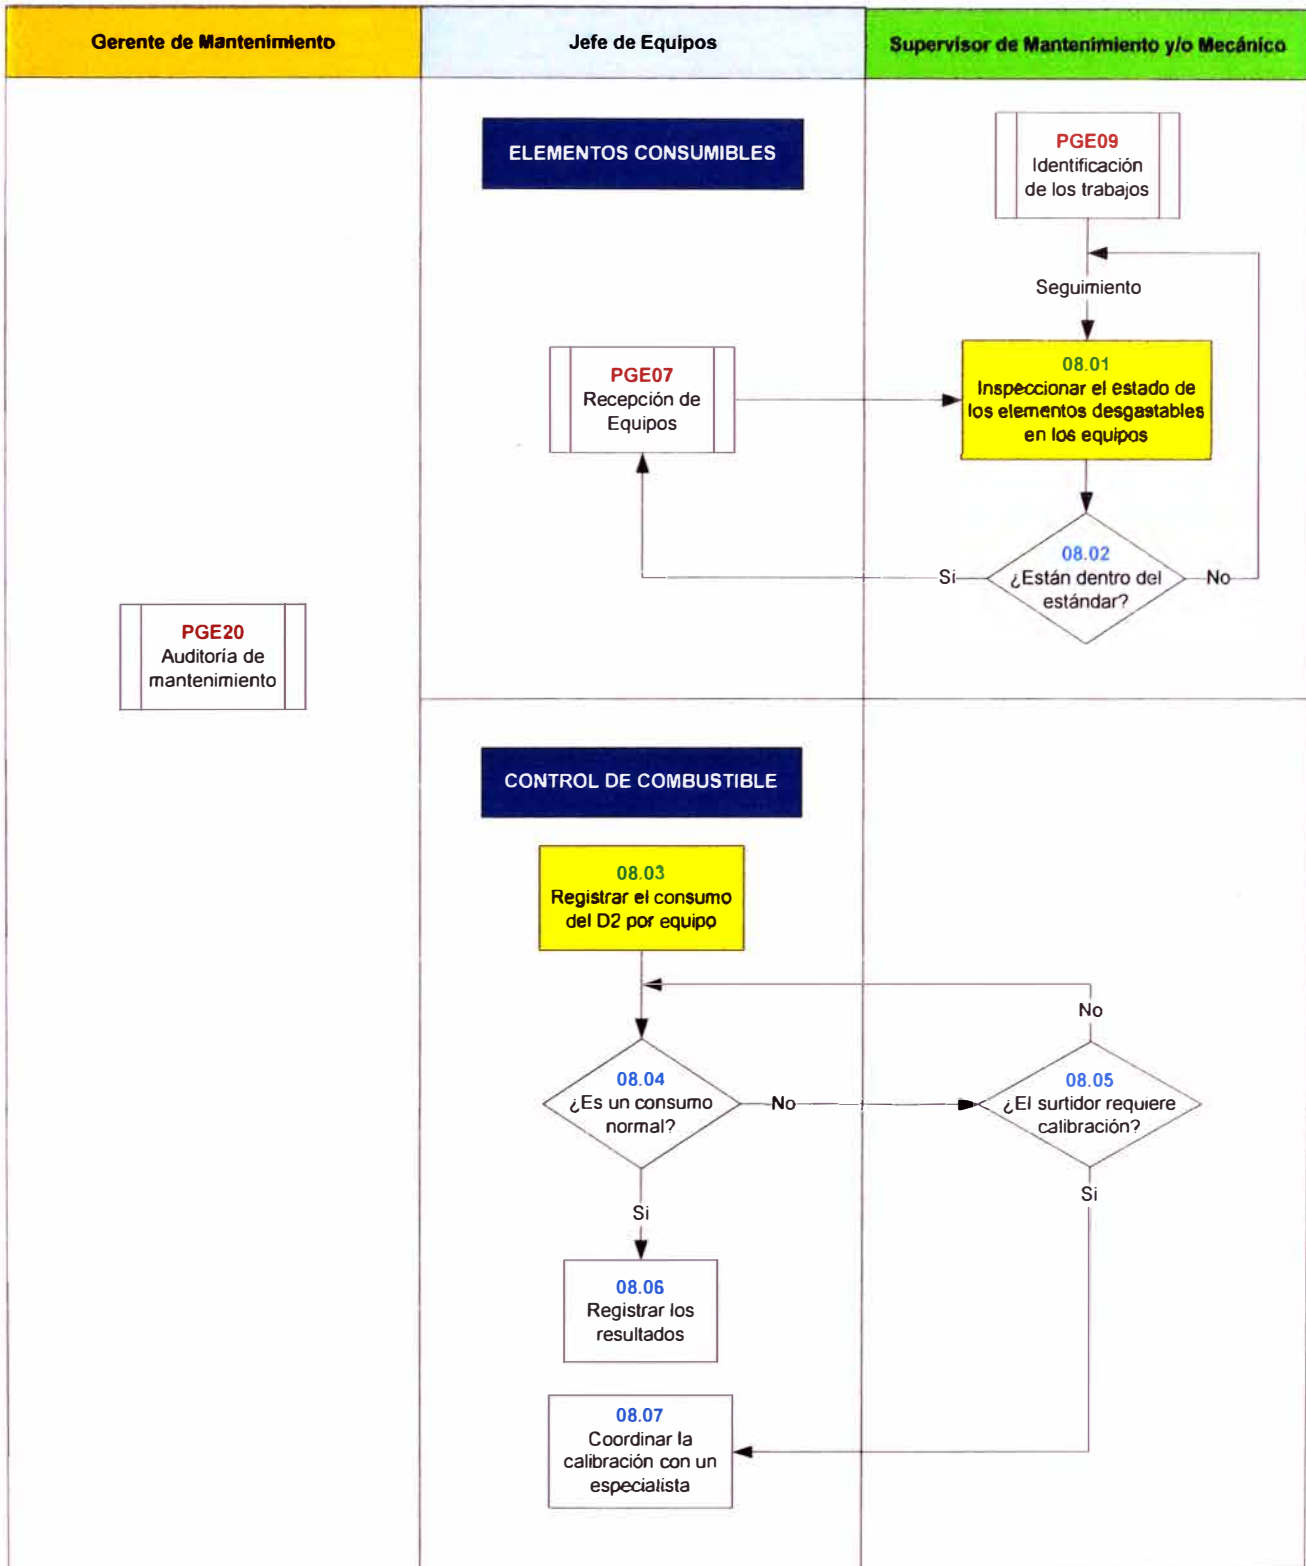 Gerente de Mantenimiento
Jefe de Equipos
Supervisor de Mantenimiento y/o Mecánico
ELEMENTOS CONSUMIBLES
PGE09
Identificación
de los trabajos
Seguimiento
PGE07
Recepción de
Equipos
08.01
Inspeccionar el estado de
los elementos desgastables
en los equipos
08.02
¿Están dentro del
estándar?
Si
No
PGE20
Auditoría de
mantenimiento
CONTROL DE COMBUSTIBLE
08.03
Registrar el consumo
del D2 por equipo
No
08.04
¿Es un consumo
normal?
No
08.05
¿El surtidor requiere
calibración?
Si
Si
08.06
Registrar los
resultados
08.07
Coordinar la
calibración con un
especialista